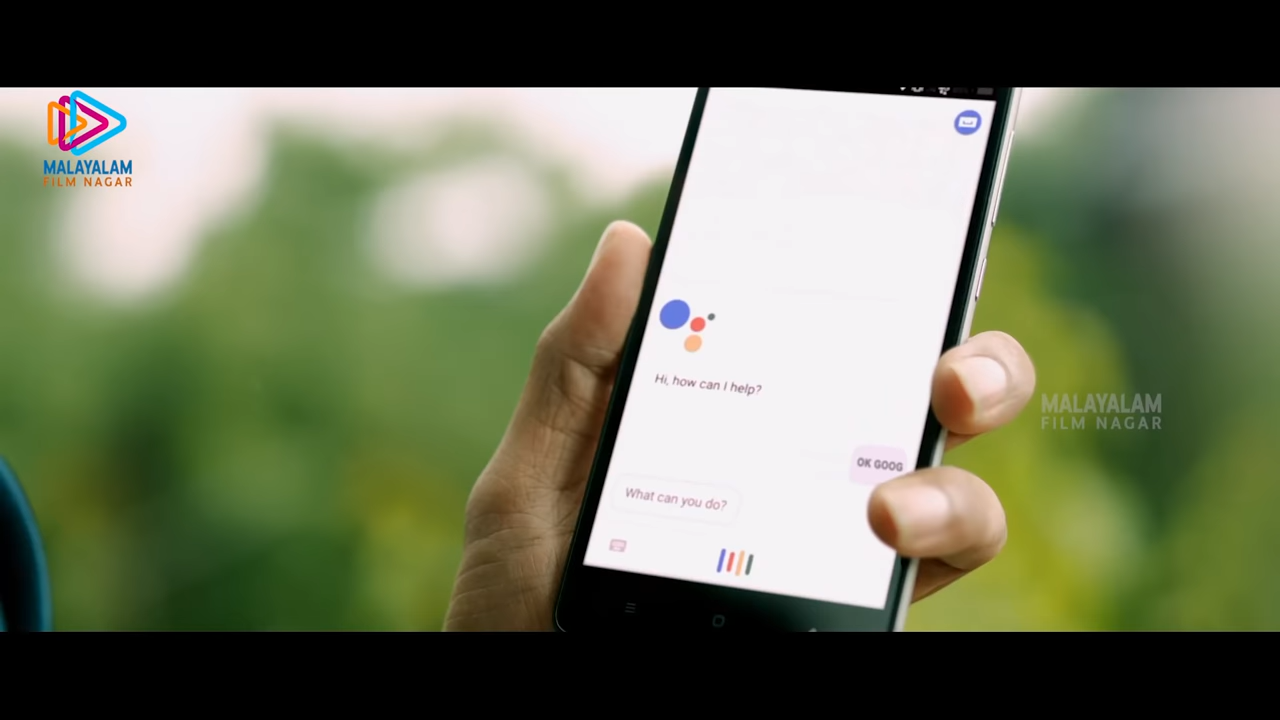 MALAYALAM
FILM NAGAR
Hi, how can I help?
MALAYALAM
FILM NAGAR
OK GOOG
What can you do?